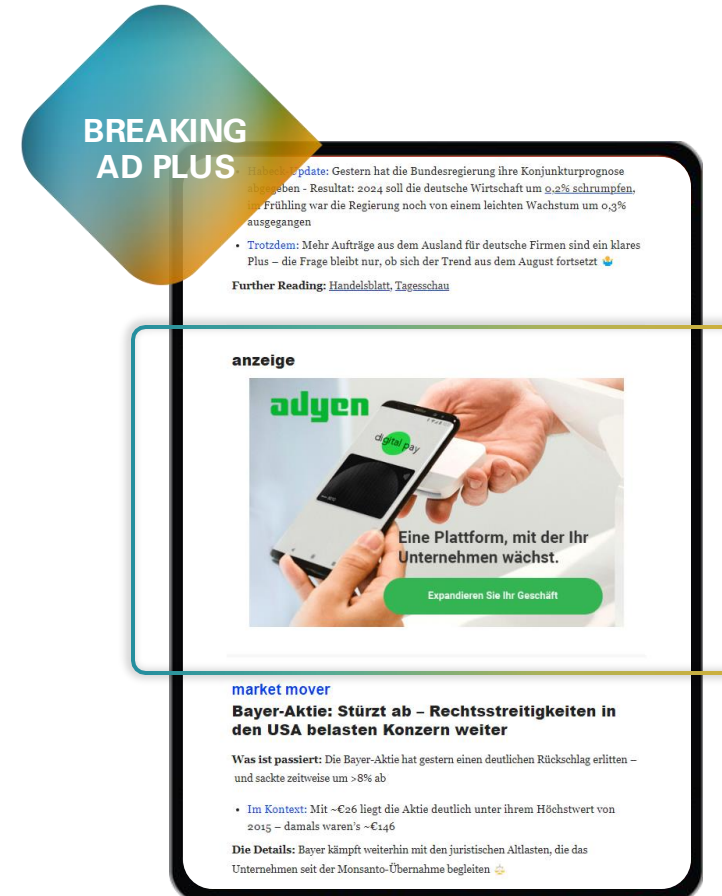 BREAKING
AD PLUS
• Habeck-Update: Gestern hat die Bundesregierung ihre Konjunkturprognose
abgegeben - Resultat: 2024 soll die deutsche Wirtschaft um 0,2% schrumpfen,
im Frühling war die Regierung noch von einem leichten Wachstum um 0,3%
ausgegangen
• Trotzdem: Mehr Aufträge aus dem Ausland für deutsche Firmen sind ein klares
Plus – die Frage bleibt nur, ob sich der Trend aus dem August fortsetzt 🤷
Further Reading: Handelsblatt, Tagesschau
anzeige
adyen
digital pay
Eine Plattform, mit der Ihr
Unternehmen wächst.
Expandieren Sie Ihr Geschäft
market mover
Bayer-Aktie: Stürzt ab – Rechtsstreitigkeiten in
den USA belasten Konzern weiter
Was ist passiert: Die Bayer-Aktie hat gestern einen deutlichen Rückschlag erlitten –
und sackte zeitweise um >8% ab
• Im Kontext: Mit ~€26 liegt die Aktie deutlich unter ihrem Höchstwert von
2015 – damals waren's ~€146
Die Details: Bayer kämpft weiterhin mit den juristischen Altlasten, die das
Unternehmen seit der Monsanto-Übernahme begleiten ⚖️